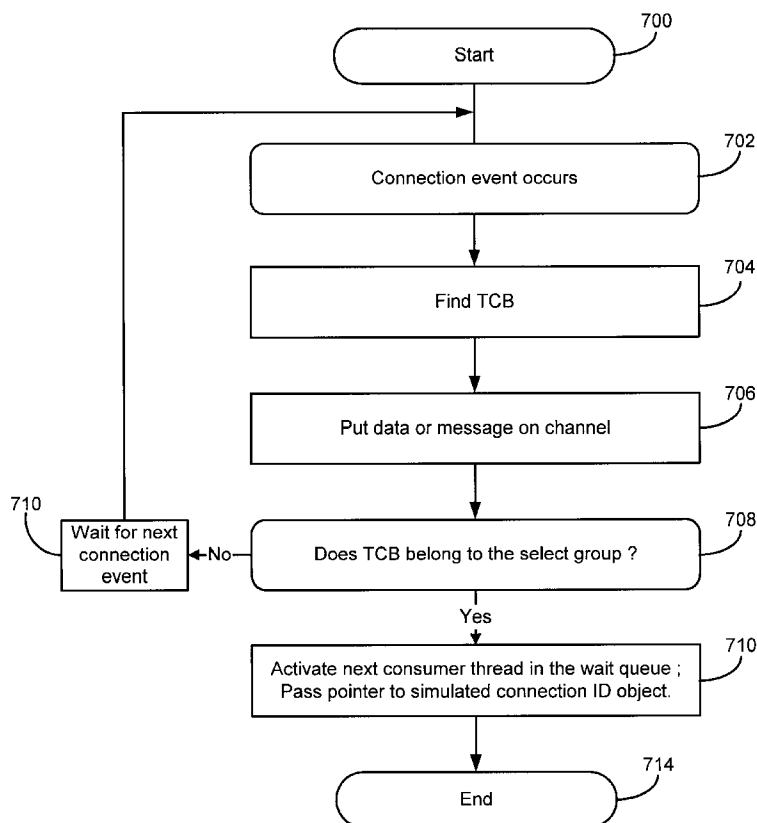 700
Start
702
Connection event occurs
704
Find TCB
706
Put data or message on channel
710
Wait for next
connection
event
No
708
Does TCB belong to the select group ?
Yes
710
Activate next consumer thread in the wait queue ;
Pass pointer to simulated connection ID object.
714
End